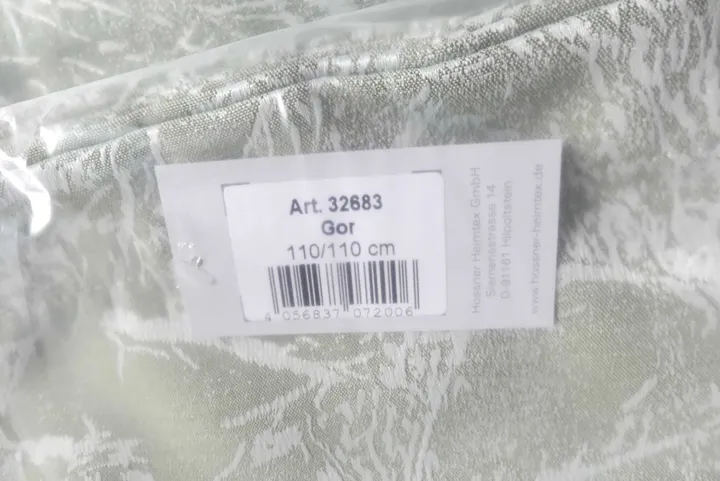 Art. 32683
Gor
110/110 cm
4 056837 072006
Hossner Heimtex GmbH
Siemensstrasse 14
D-91161 Hilpoltstein
www.hossner-heimtex.de